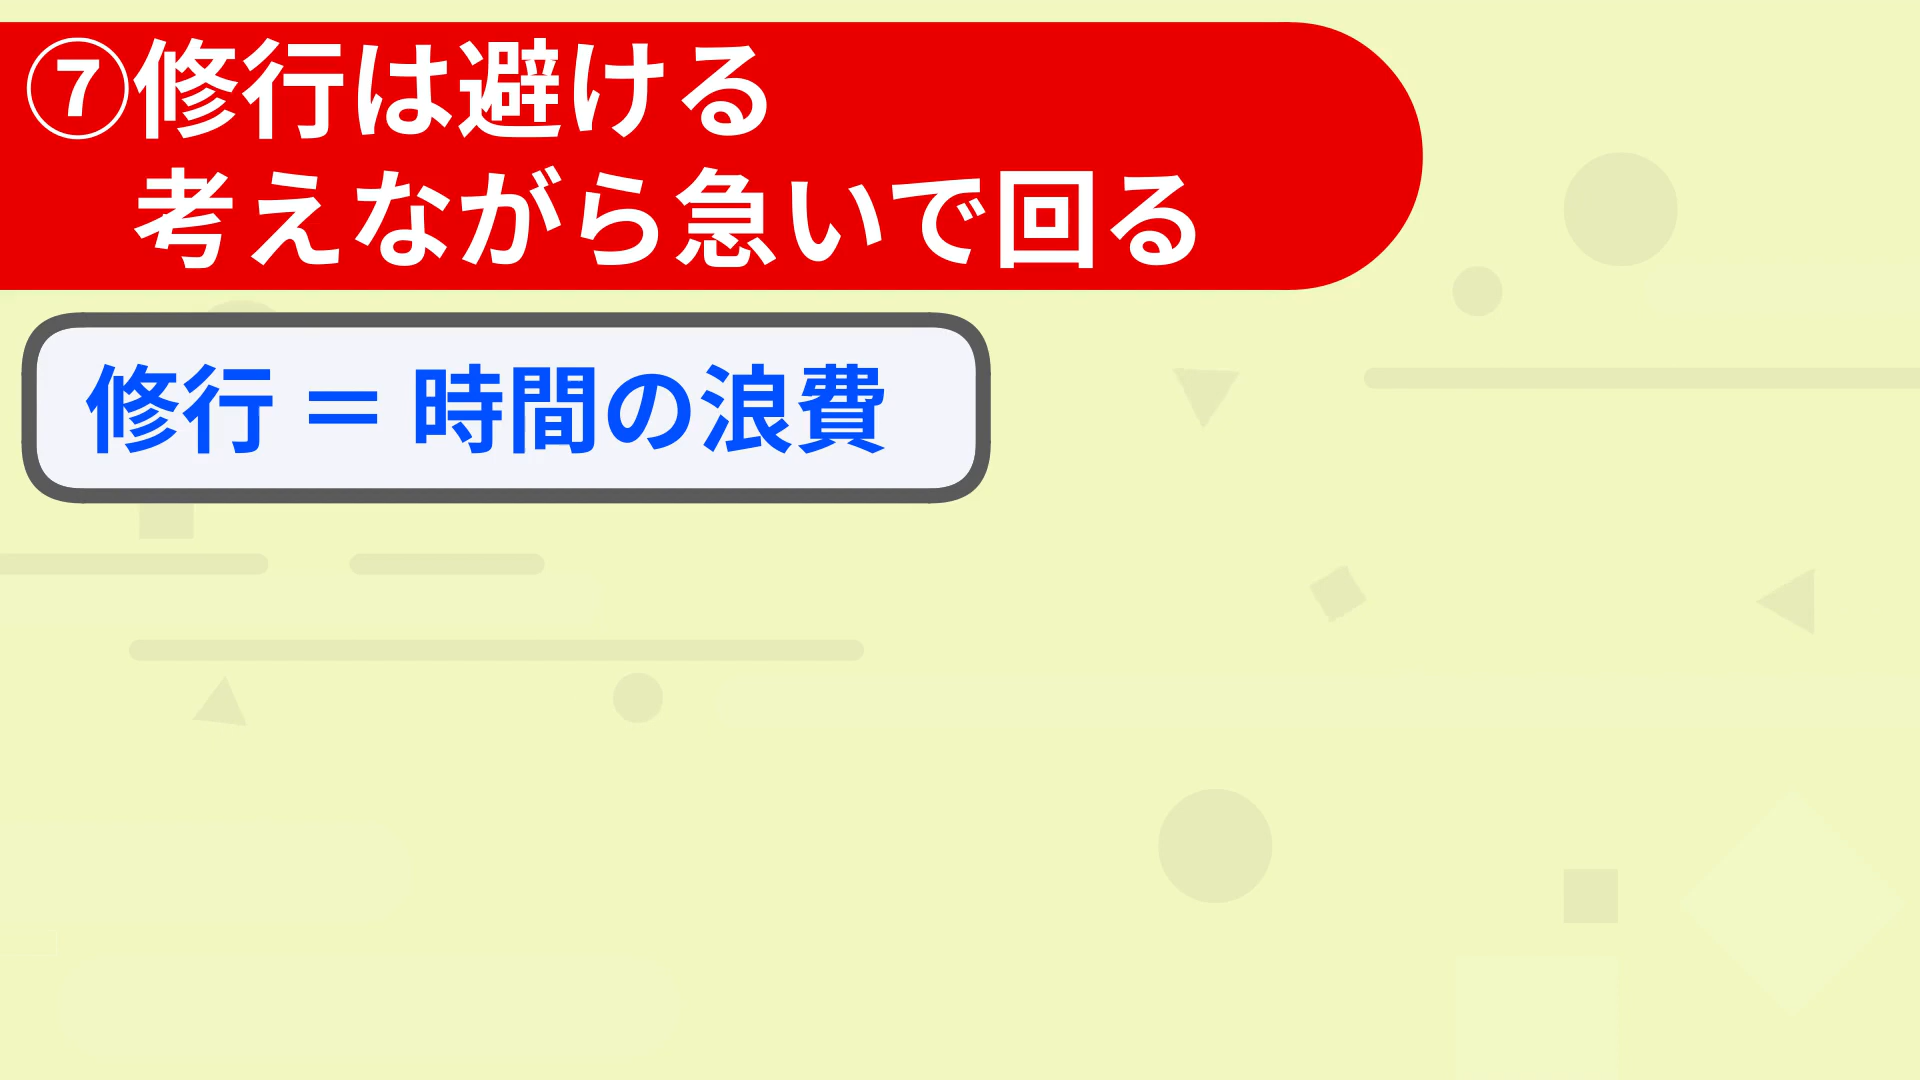 ⑦修行は避ける
考えながら急いで回る
修行 = 時間の浪費